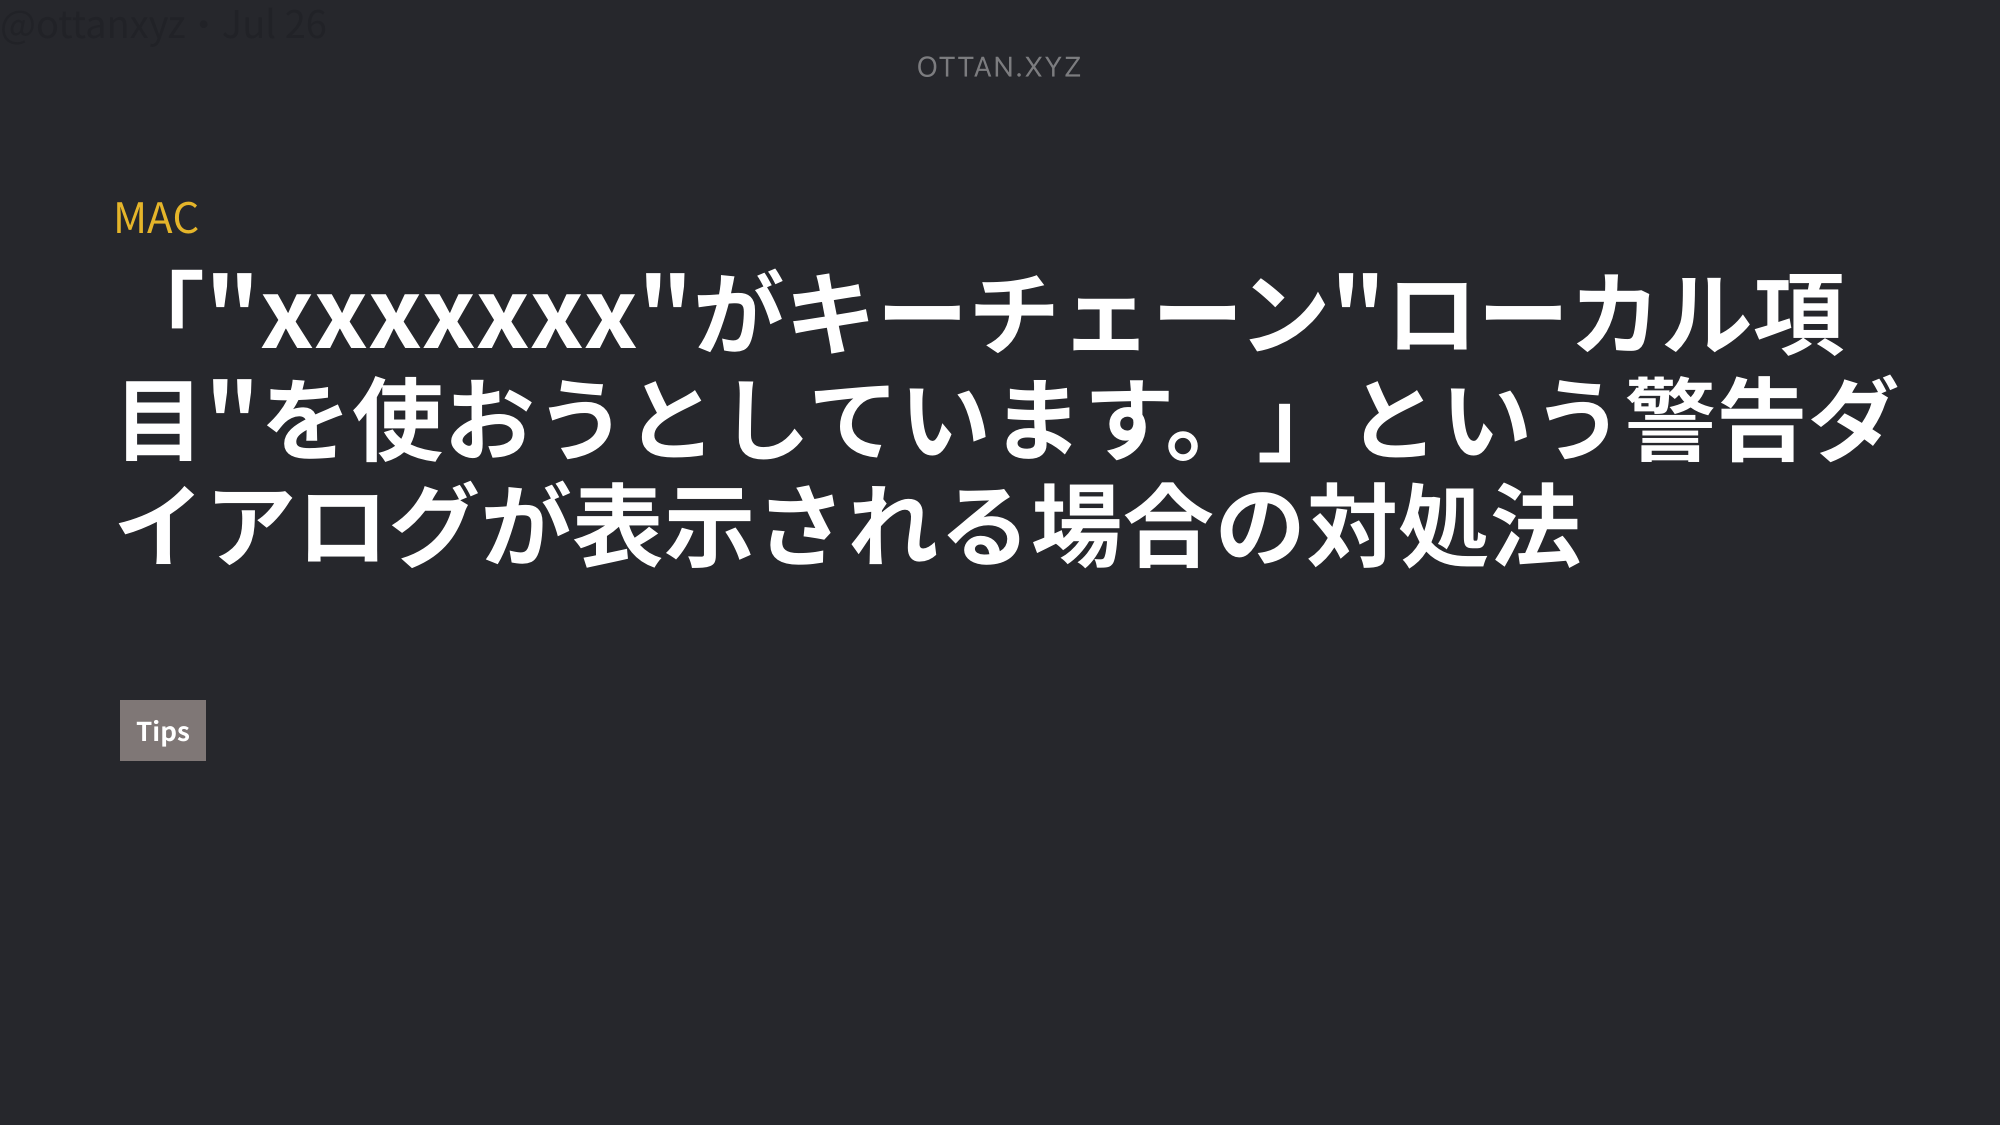 @ottanxyz・Jul 26
OTTAN.XYZ
MAC
「"xxxxxxx"がキーチェーン"ローカル項
目"を使おうとしています。」という警告ダ
イアログが表示される場合の対処法
Tips